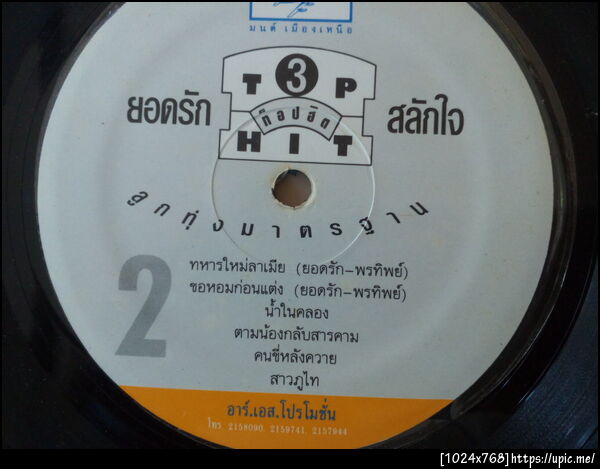 มนต์ เมืองเหนือ
3
TOP
ยอดรัก ท็อปฮิต สลักใจ
HIT
ลูกทุ่งมาตรฐาน
2
ทหารใหม่ลาเมีย (ยอดรัก-พรทิพย์)
ขอหอมก่อนแต่ง (ยอดรัก-พรทิพย์)
น้ำในคลอง
ตามน้องกลับสารคาม
คนขี่หลังควาย
สาวภูไท
อาร์.เอส.โปรโมชั่น
โทร. 2158090, 2159741, 2157944
[1024x768]https://upic.me/